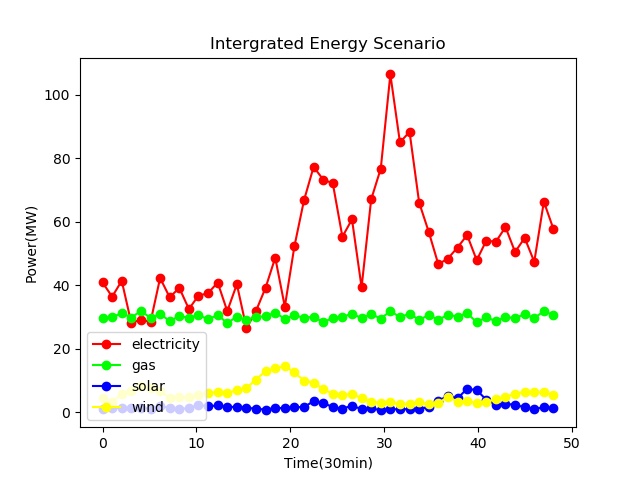 Intergrated Energy Scenario
Power(MW)
100
80
60
40
20
0
electricity
gas
solar
wind
0 10 20 30 40 50
Time(30min)